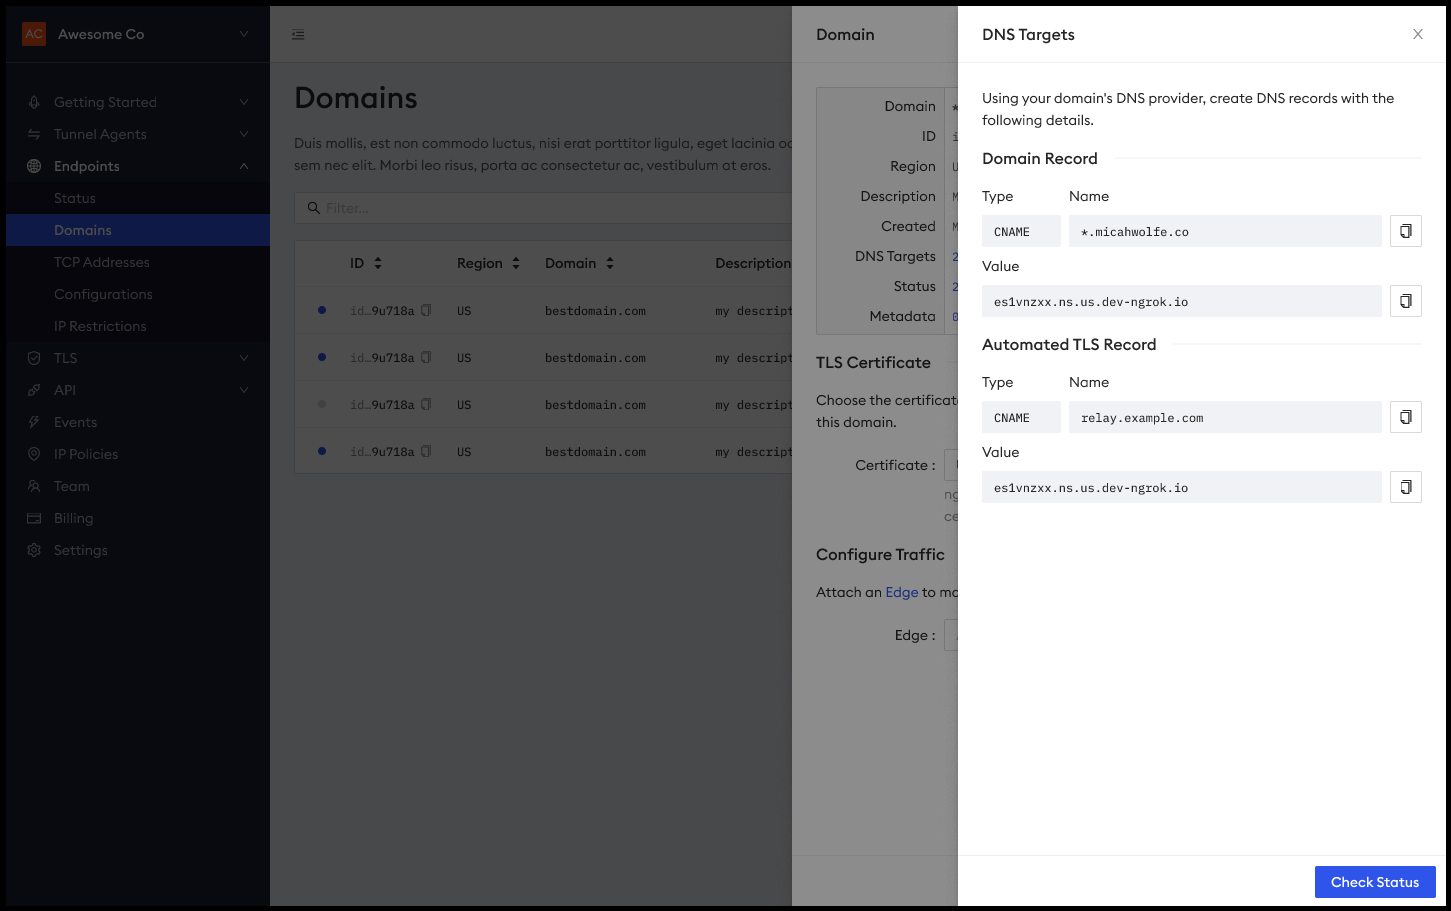 AC Awesome Co
Getting Started
Tunnel Agents
Endpoints
Status
Domains
TCP Addresses
Configurations
IP Restrictions
TLS
API
Events
IP Policies
Team
Billing
Settings
Domains
Duis mollis, est non commodo luctus, nisi erat porttitor ligula, eget lacinia
sem nec elit. Morbi leo risus, porta ac consectetur ac, vestibulum at eros.
Filter...
ID Region Domain Description
id…9u718a US bestdomain.com my descript
id…9u718a US bestdomain.com my descript
id…9u718a US bestdomain.com my descript
id…9u718a US bestdomain.com my descript
Domain
Domain *
ID
Region
Description
Created
DNS Targets 2
Status 2
Metadata 0
TLS Certificate
Choose the certificat
this domain.
Certificate :
Configure Traffic
Attach an Edge to
Edge :
DNS Targets
Using your domain's DNS provider, create DNS records with the
following details.
Domain Record
Type Name
CNAME *.micahwolfe.co
Value
es1vnzxx.ns.us.dev-ngrok.io
Automated TLS Record
Type Name
CNAME relay.example.com
Value
es1vnzxx.ns.us.dev-ngrok.io
Check Status